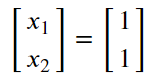 [x₁] = [1]
[x₂]   [1]